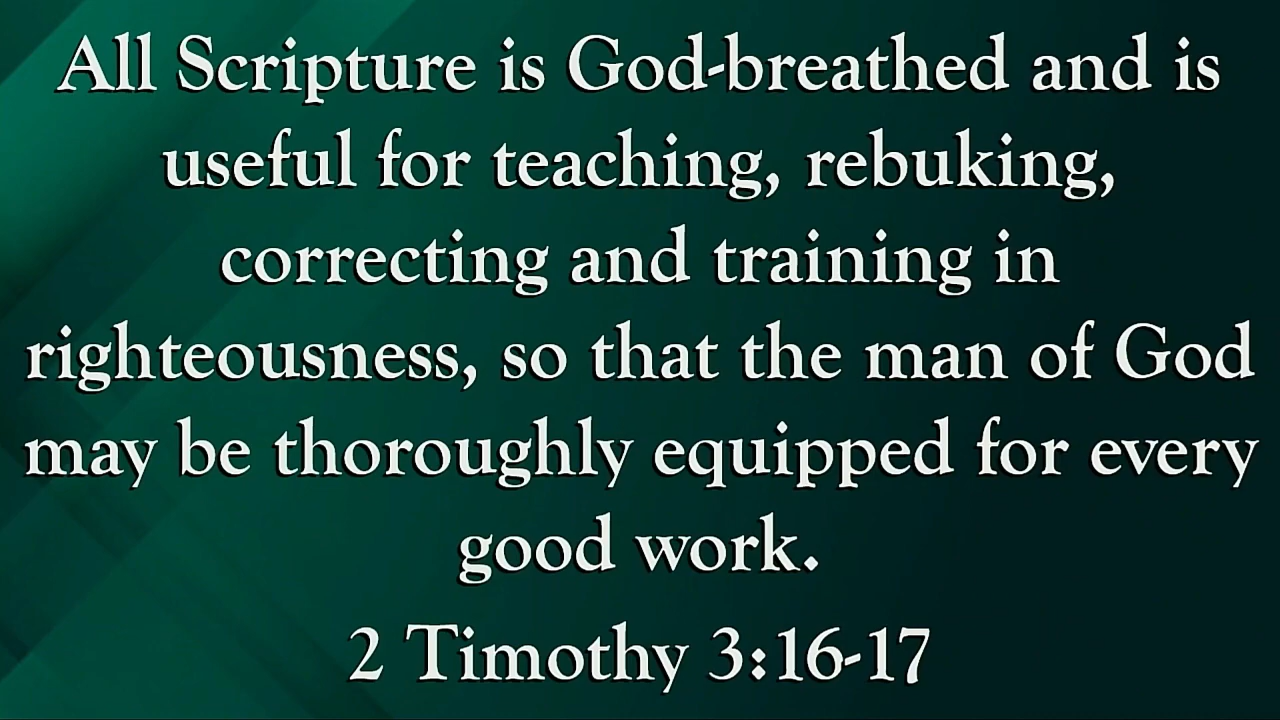 All Scripture is God-breathed and is
useful for teaching, rebuking,
correcting and training in
righteousness, so that the man of God
may be thoroughly equipped for every
good work.
2 Timothy 3:16-17